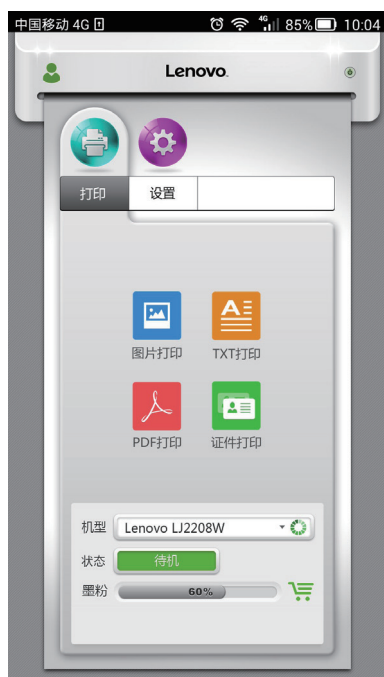 中国移动 4G 4G 85% 10:04
Lenovo
打印 设置
图片打印 TXT打印
PDF打印 证件打印
机型 Lenovo LJ2208W
状态 待机
墨粉 60%